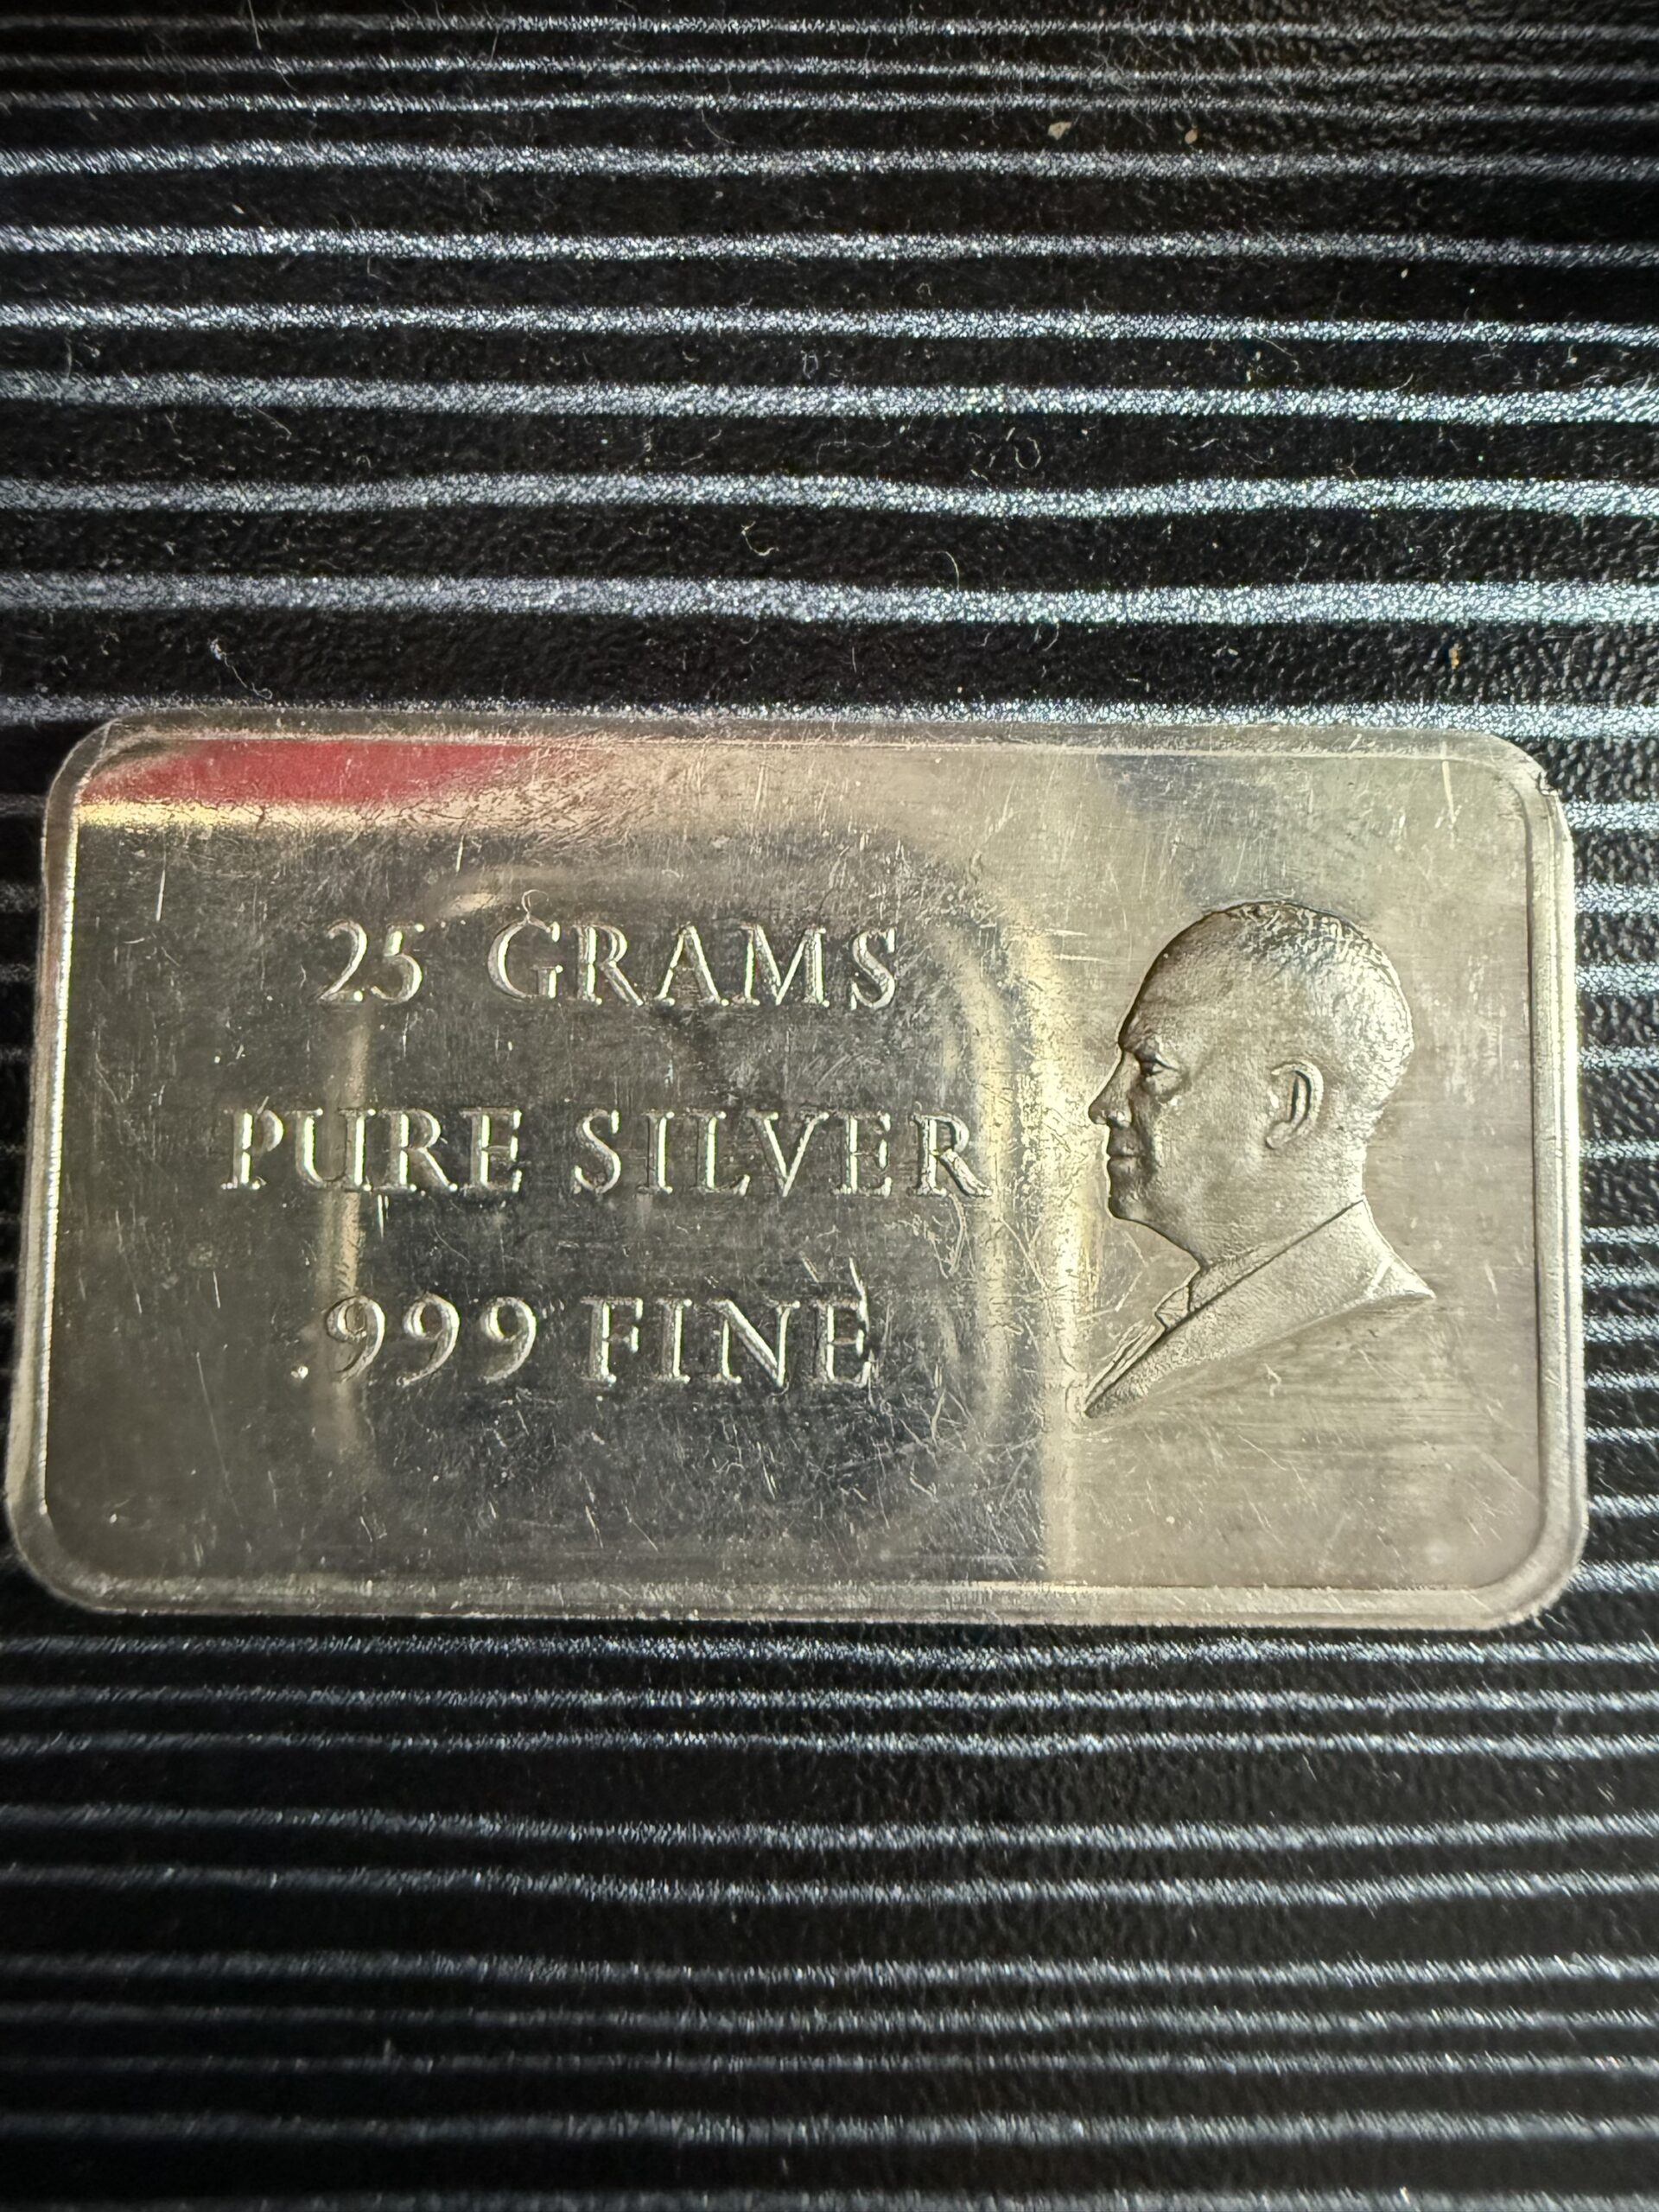 25 GRAMS
PURE SILVER
.999 FINE